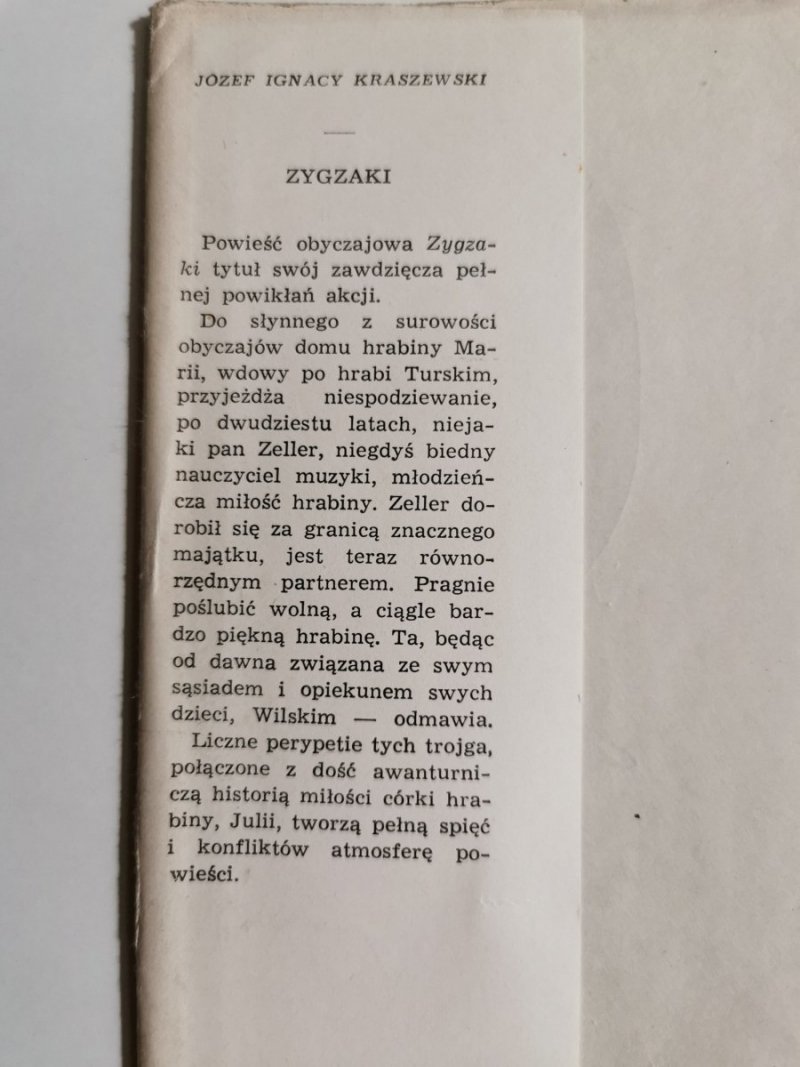 JÓZEF IGNACY KRASZEWSKI
ZYGZAKI
Powieść obyczajowa Zygza-
ki tytuł swój zawdzięcza peł-
nej powikłań akcji.
Do słynnego z surowości
obyczajów domu hrabiny Ma-
rii, wdowy po hrabi Turskim,
przyjeżdża niespodziewanie,
po dwudziestu latach, nieja-
ki pan Zeller, niegdyś biedny
nauczyciel muzyki, młodzień-
cza miłość hrabiny. Zeller do-
robił się za granicą znacznego
majątku, jest teraz równo-
rzędnym partnerem. Pragnie
poślubić wolną, a ciągle bar-
dzo piękną hrabinę. Ta, będąc
od dawna związana ze swym
sąsiadem i opiekunem swych
dzieci, Wilskim — odmawia.
Liczne perypetie tych trojga,
połączone z dość awanturni-
czą historią miłości córki hra-
biny, Julii, tworzą pełną spięć
i konfliktów atmosferę po-
wieści.